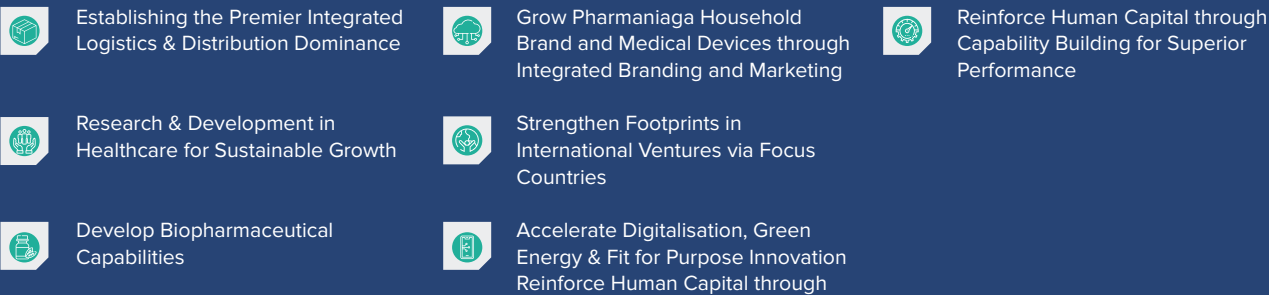 Establishing the Premier Integrated
Logistics & Distribution Dominance
Research & Development in
Healthcare for Sustainable Growth
Develop Biopharmaceutical
Capabilities
Grow Pharmaniaga Household
Brand and Medical Devices through
Integrated Branding and Marketing
Strengthen Footprints in
International Ventures via Focus
Countries
Accelerate Digitalisation, Green
Energy & Fit for Purpose Innovation
Reinforce Human Capital through
Reinforce Human Capital through
Capability Building for Superior
Performance